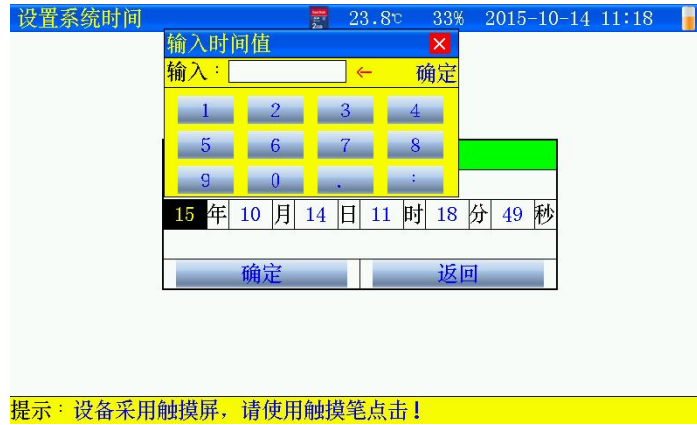 设置系统时间 23.8℃ 33% 2015-10-14 11:18
输入时间值
输入： ← 确定
1 2 3 4
5 6 7 8
9 0 . :
15 年 10 月 14 日 11 时 18 分 49 秒
确定 返回
提示：设备采用触摸屏，请使用触摸笔点击！